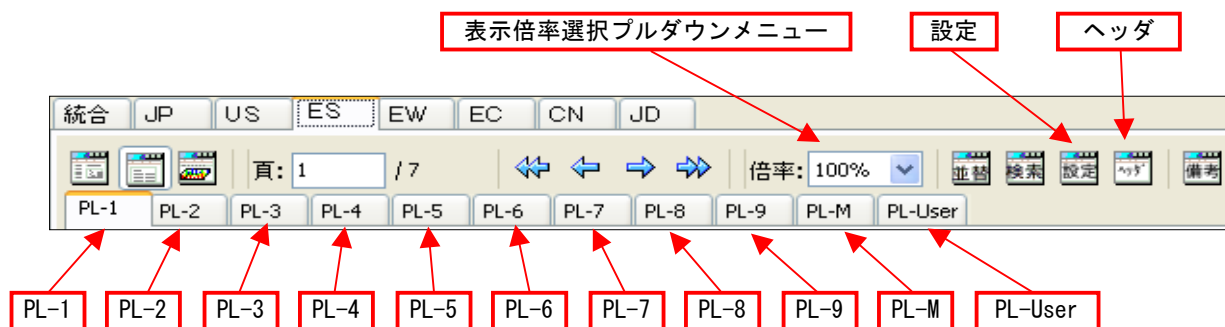 表示倍率選択プルダウンメニュー 設定 ヘッダ
統合 JP US ES EW EC CN JD
頁: 1 / 7 倍率: 100% 並替 検索 設定 ヘッダ 備考
PL-1 PL-2 PL-3 PL-4 PL-5 PL-6 PL-7 PL-8 PL-9 PL-M PL-User
PL-1 PL-2 PL-3 PL-4 PL-5 PL-6 PL-7 PL-8 PL-9 PL-M PL-User